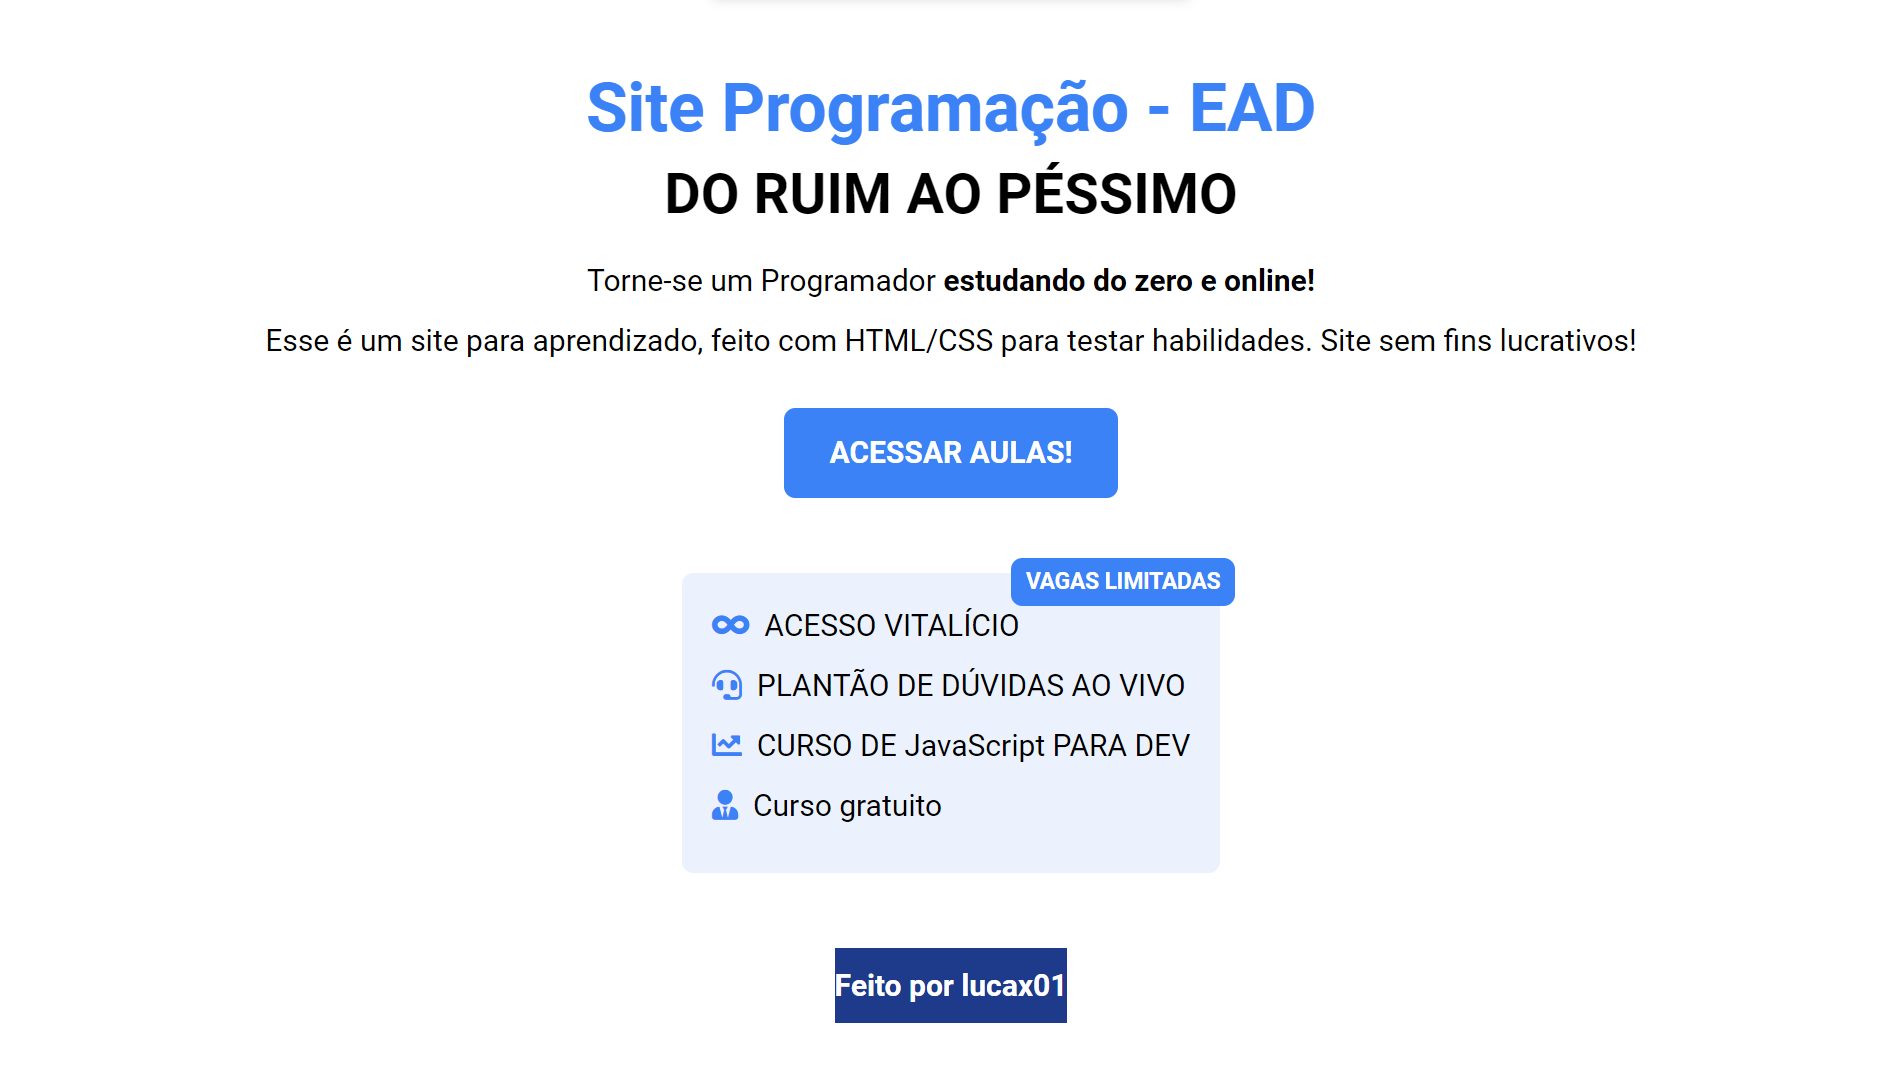 Site Programação - EAD
DO RUIM AO PÉSSIMO
Torne-se um Programador estudando do zero e online!
Esse é um site para aprendizado, feito com HTML/CSS para testar habilidades. Site sem fins lucrativos!
ACESSAR AULAS!
VAGAS LIMITADAS
ACESSO VITALÍCIO
PLANTÃO DE DÚVIDAS AO VIVO
CURSO DE JavaScript PARA DEV
Curso gratuito
Feito por lucax01